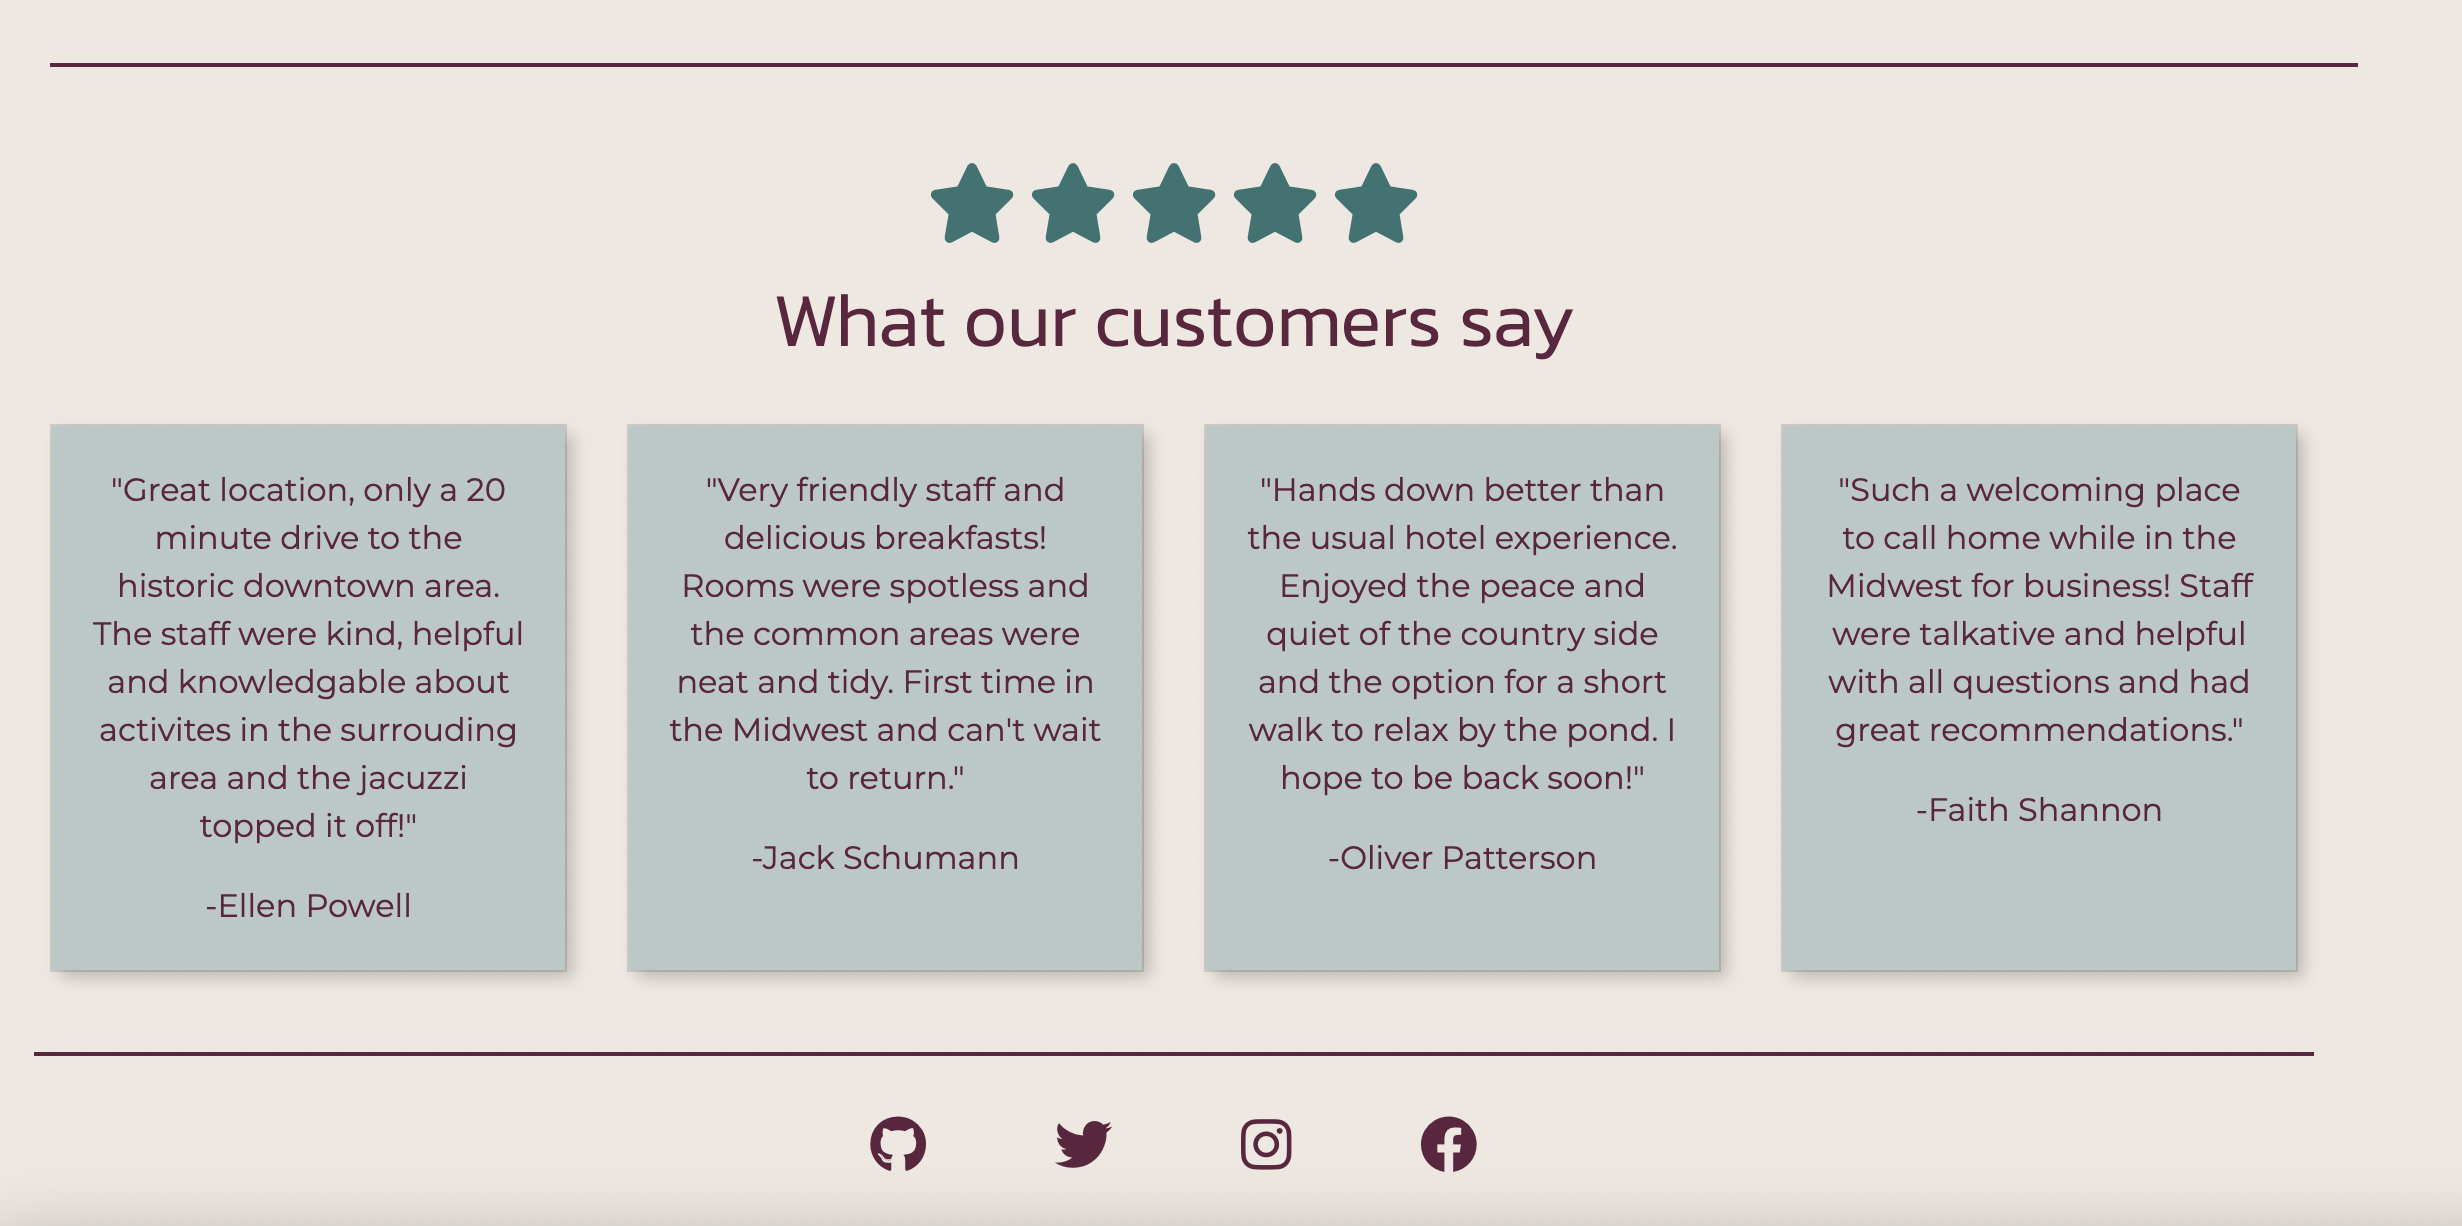 What our customers say
"Great location, only a 20
minute drive to the
historic downtown area.
The staff were kind, helpful
and knowledgable about
activites in the surrouding
area and the jacuzzi
topped it off!"
-Ellen Powell
"Very friendly staff and
delicious breakfasts!
Rooms were spotless and
the common areas were
neat and tidy. First time in
the Midwest and can't wait
to return."
-Jack Schumann
"Hands down better than
the usual hotel experience.
Enjoyed the peace and
quiet of the country side
and the option for a short
walk to relax by the pond. I
hope to be back soon!"
-Oliver Patterson
"Such a welcoming place
to call home while in the
Midwest for business! Staff
were talkative and helpful
with all questions and had
great recommendations."
-Faith Shannon